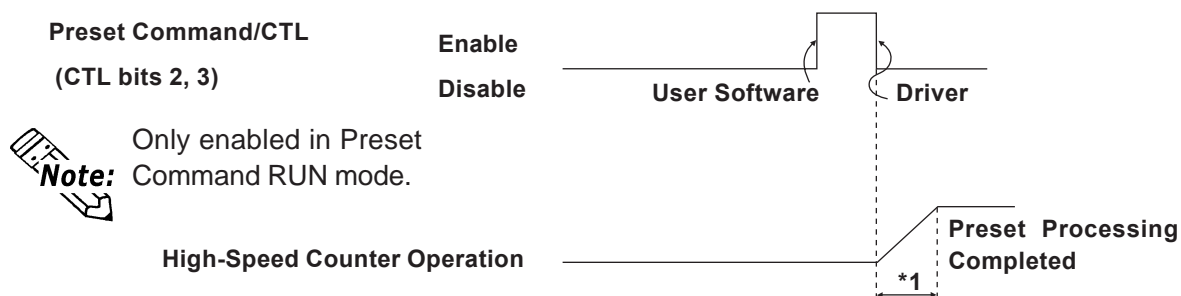 Preset Command/CTL
(CTL bits 2, 3)
Enable
Disable
User Software
Driver
Note: Only enabled in Preset
Command RUN mode.
High-Speed Counter Operation
Preset Processing
Completed
*1